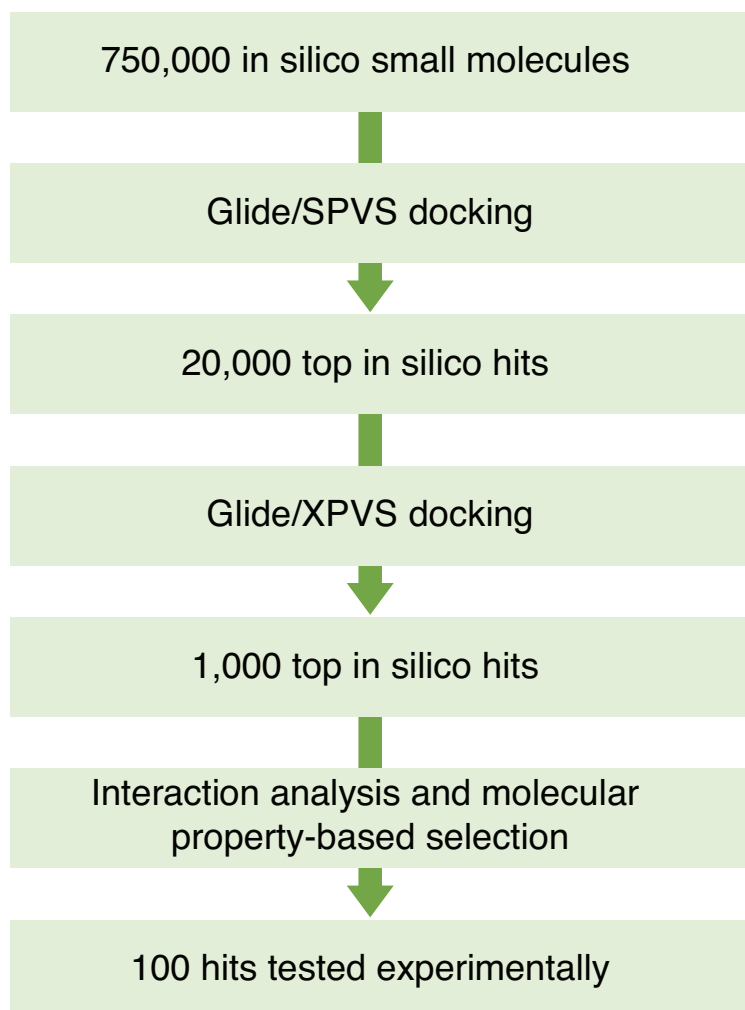 750,000 in silico small molecules
Glide/SPVS docking
20,000 top in silico hits
Glide/XPVS docking
1,000 top in silico hits
Interaction analysis and molecular
property-based selection
100 hits tested experimentally